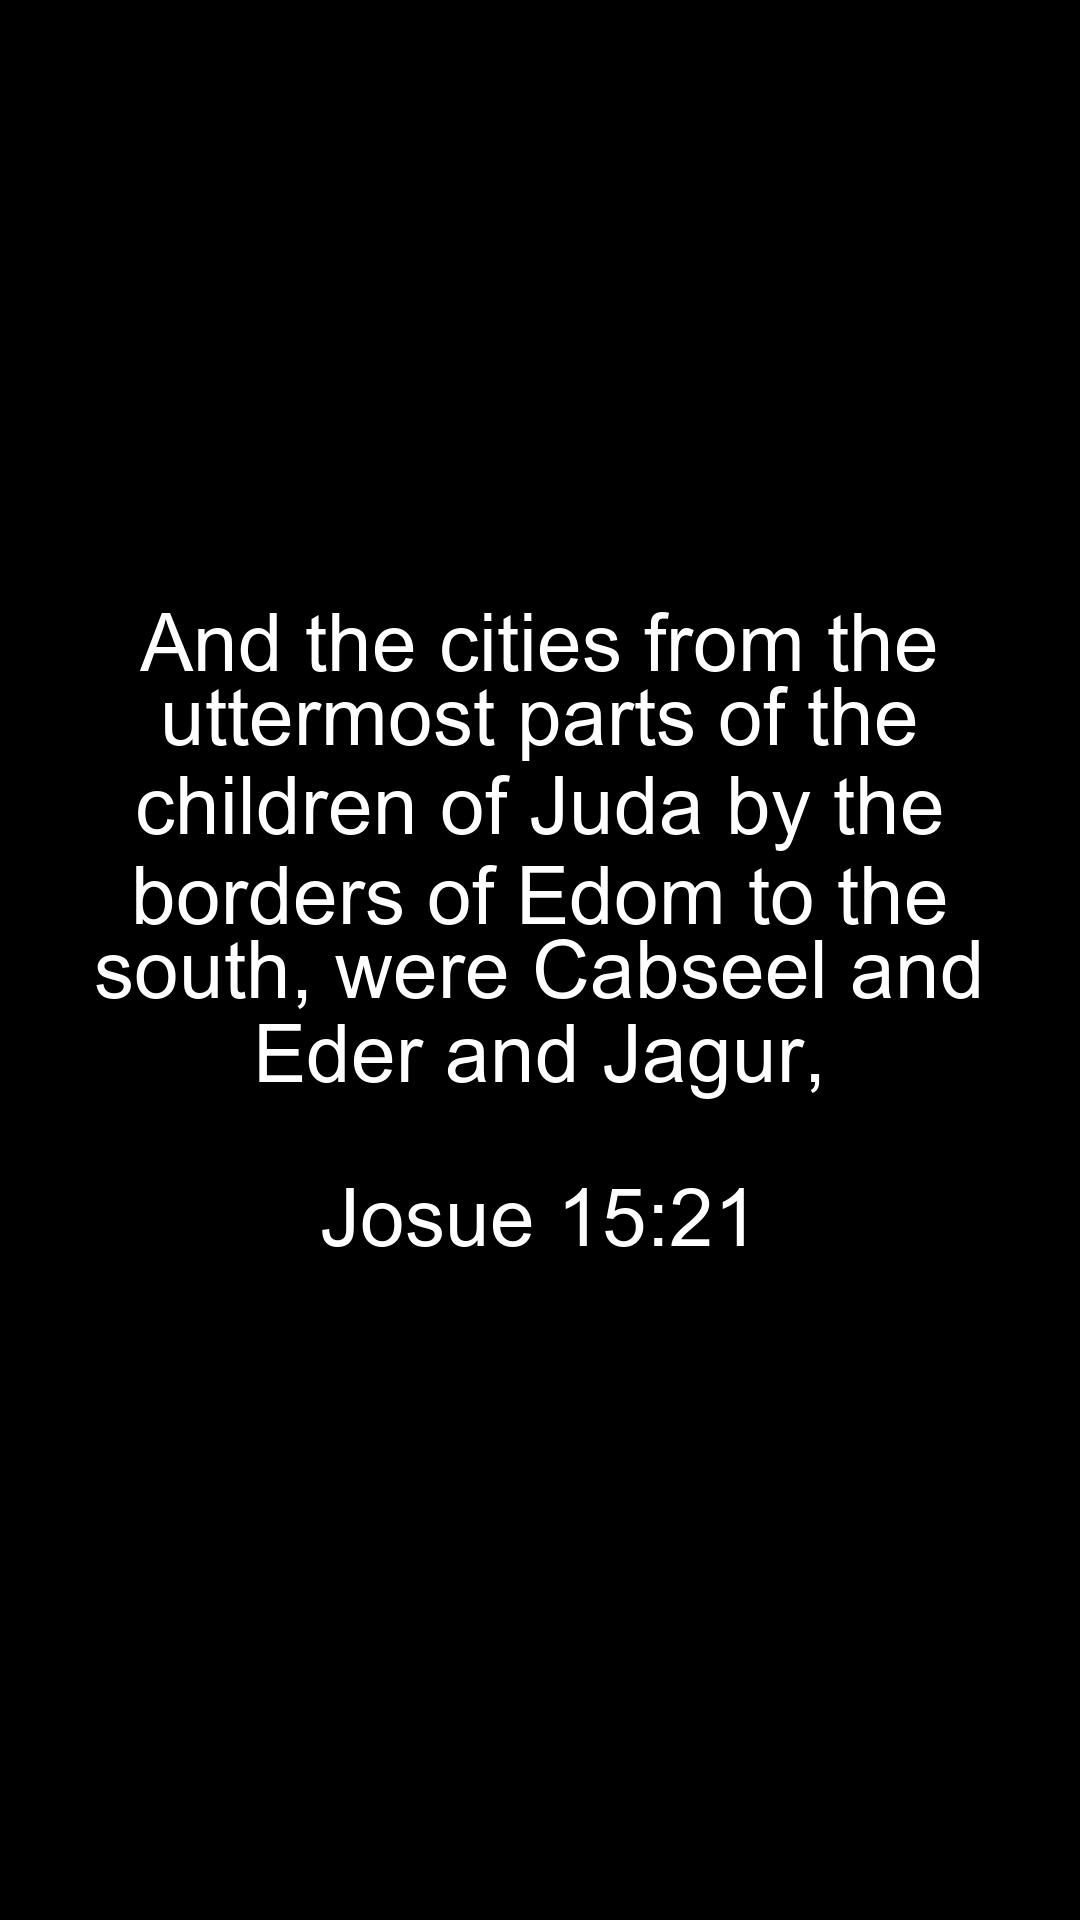 And the cities from the
uttermost parts of the
children of Juda by the
borders of Edom to the
south, were Cabseel and
Eder and Jagur,
Josue 15:21